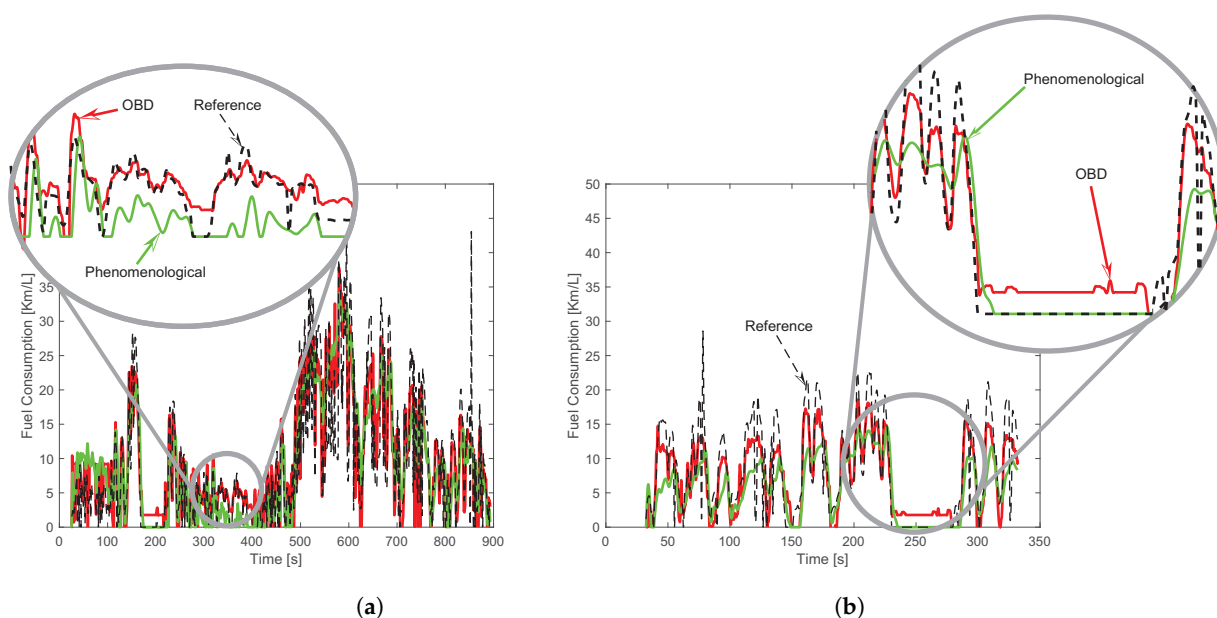 OBD
Reference
Phenomenological
Fuel Consumption [Km/L]
35
30
25
20
15
10
5
0
0 100 200 300 400 500 600 700 800 900
Time [s]
(a)
Phenomenological
OBD
Reference
Fuel Consumption [Km/L]
50
45
40
35
30
25
20
15
10
5
0
0 50 100 150 200 250 300 350
Time [s]
(b)